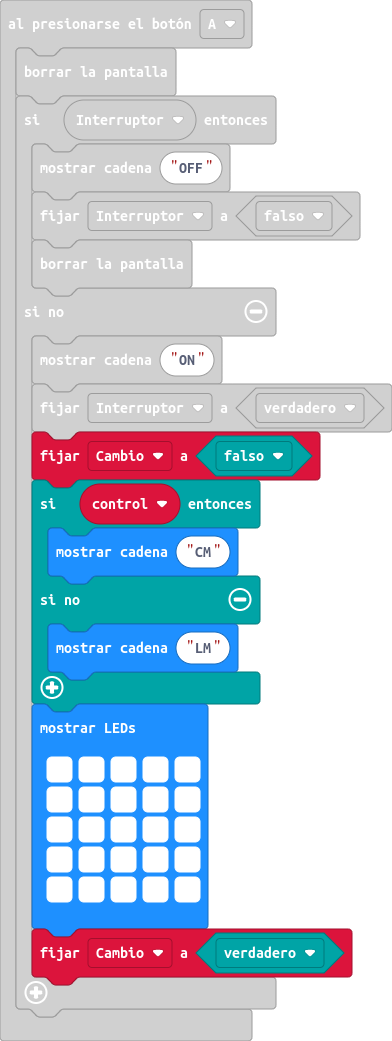 al presionarse el botón A
borrar la pantalla
si Interruptor entonces
mostrar cadena "OFF"
fijar Interruptor a falso
borrar la pantalla
si no
mostrar cadena "ON"
fijar Interruptor a verdadero
fijar Cambio a falso
si control entonces
mostrar cadena "CM"
si no
mostrar cadena "LM"
mostrar LEDs
fijar Cambio a verdadero